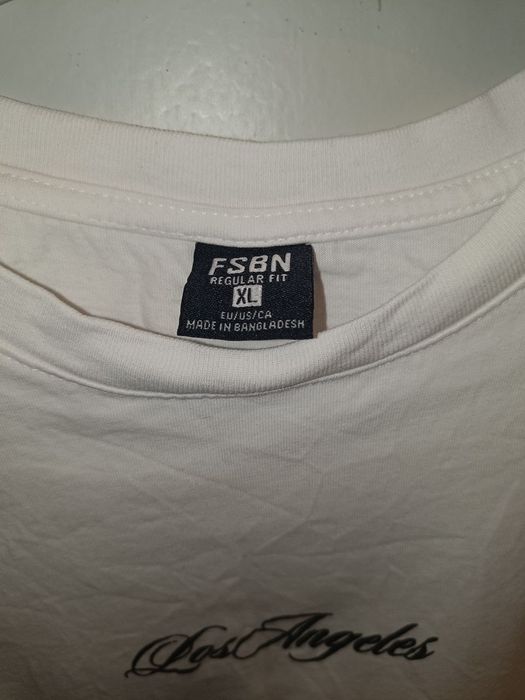 FSBN
REGULAR FIT
XL
EU/US/CA
MADE IN BANGLADESH
Los Angeles